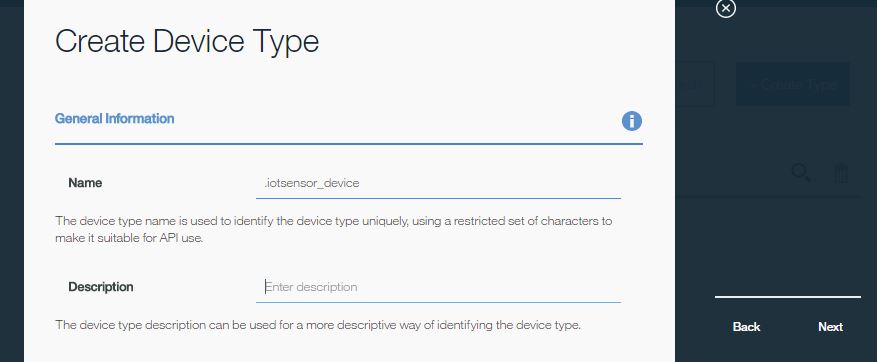 Create Device Type
+ Create Type
General Information
Name
.iotsensor_device
The device type name is used to identify the device type uniquely, using a restricted set of characters to
make it suitable for API use.
Description
Enter description
The device type description can be used for a more descriptive way of identifying the device type.
Back
Next